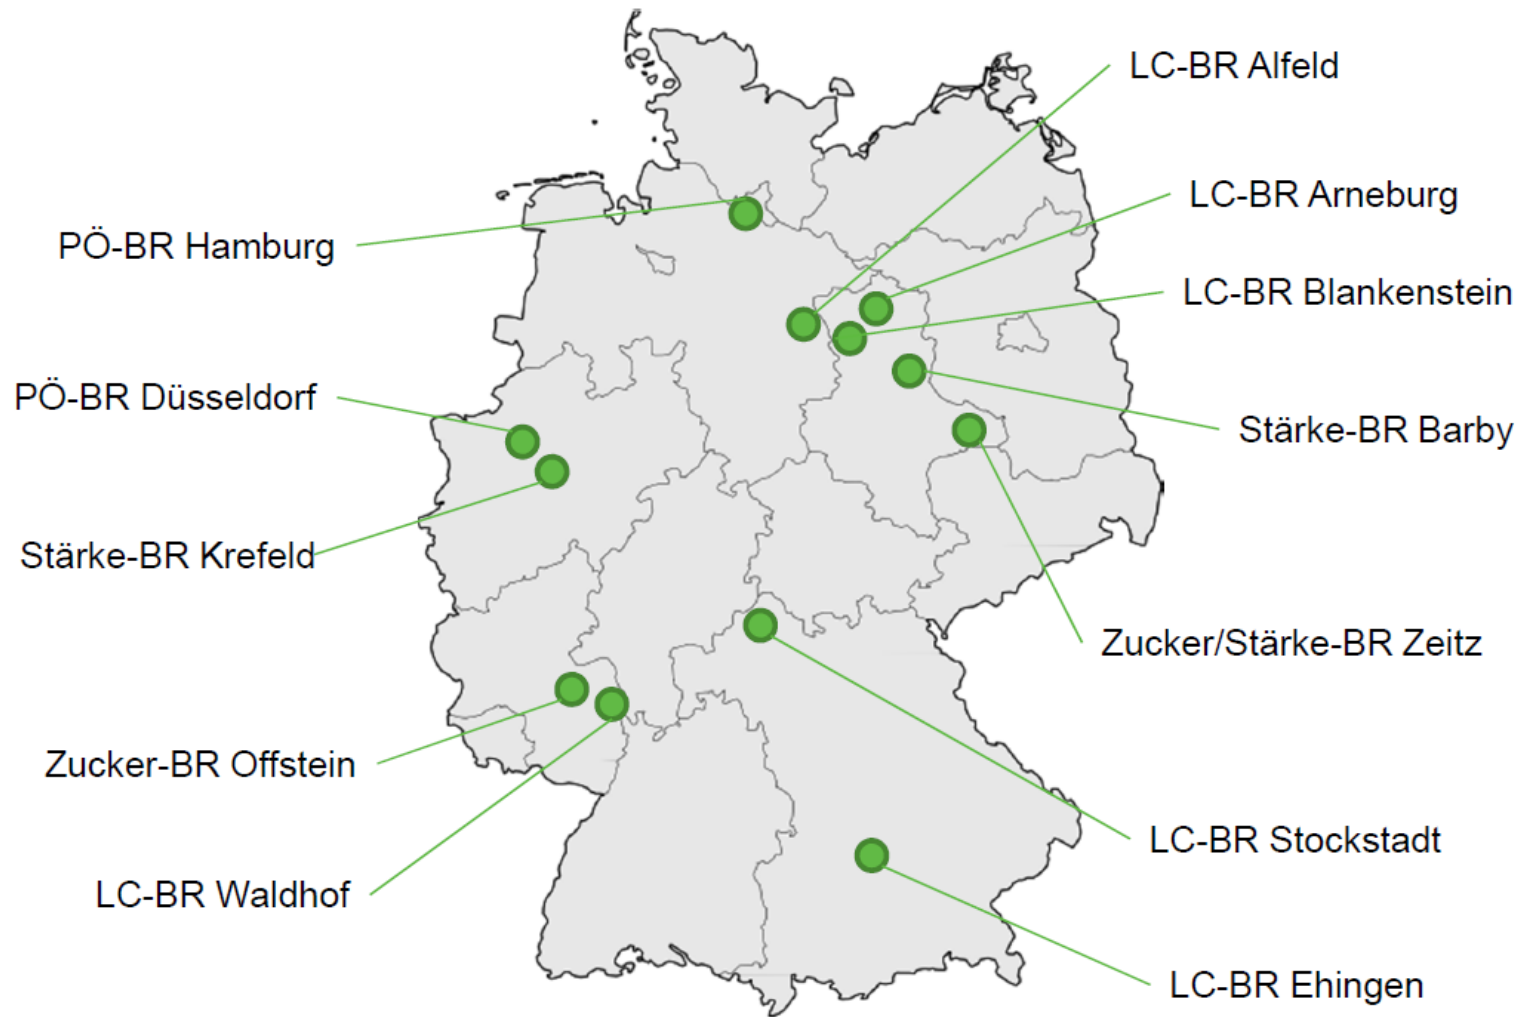 LC-BR Alfeld
LC-BR Arneburg
PÖ-BR Hamburg
LC-BR Blankenstein
PÖ-BR Düsseldorf
Stärke-BR Barby
Stärke-BR Krefeld
Zucker/Stärke-BR Zeitz
Zucker-BR Offstein
LC-BR Stockstadt
LC-BR Waldhof
LC-BR Ehingen